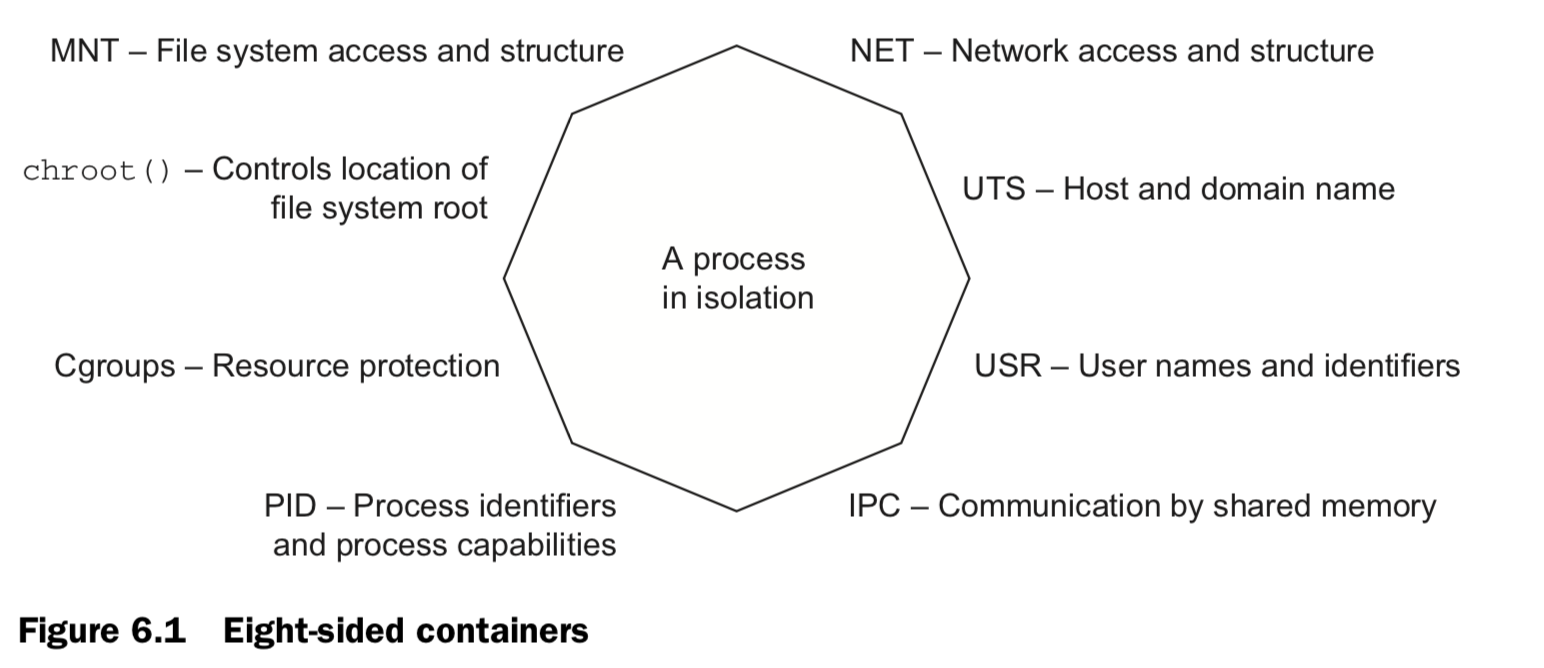 MNT – File system access and structure
NET – Network access and structure
chroot() – Controls location of
file system root
UTS – Host and domain name
A process
in isolation
Cgroups – Resource protection
USR – User names and identifiers
PID – Process identifiers
and process capabilities
IPC – Communication by shared memory
Figure 6.1 Eight-sided containers